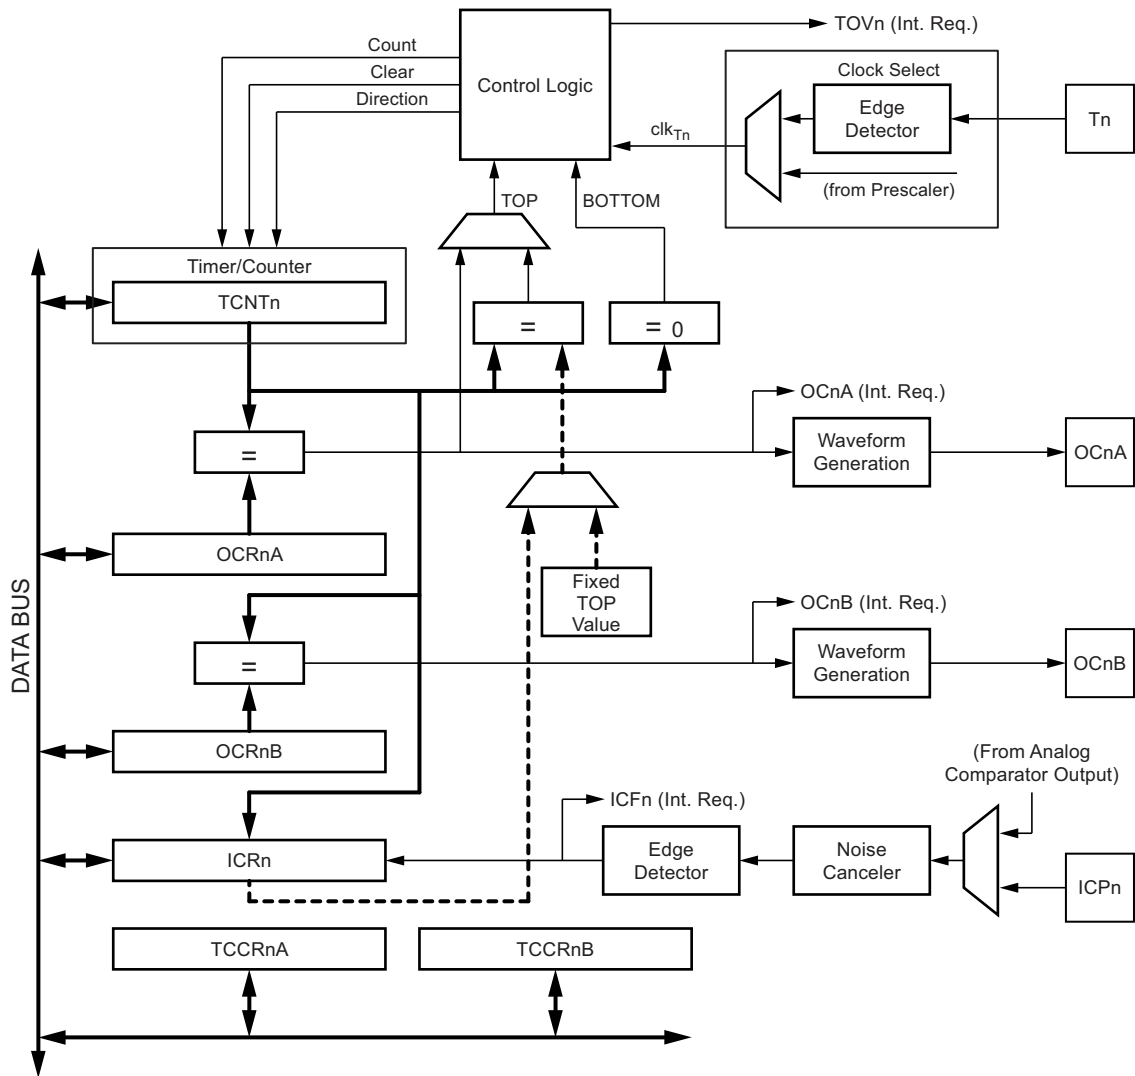 TOVn (Int. Req.)
Count
Clear
Direction
Control Logic
Clock Select
Edge
Detector
Tn
clkTn
(from Prescaler)
TOP
BOTTOM
Timer/Counter
TCNTn
=
= 0
OCnA (Int. Req.)
=
Waveform
Generation
OCnA
OCRnA
Fixed
TOP
Value
DATA BUS
OCnB (Int. Req.)
=
Waveform
Generation
OCnB
OCRnB
(From Analog
Comparator Output)
ICFn (Int. Req.)
ICRn
Edge
Detector
Noise
Canceler
ICPn
TCCRnA
TCCRnB